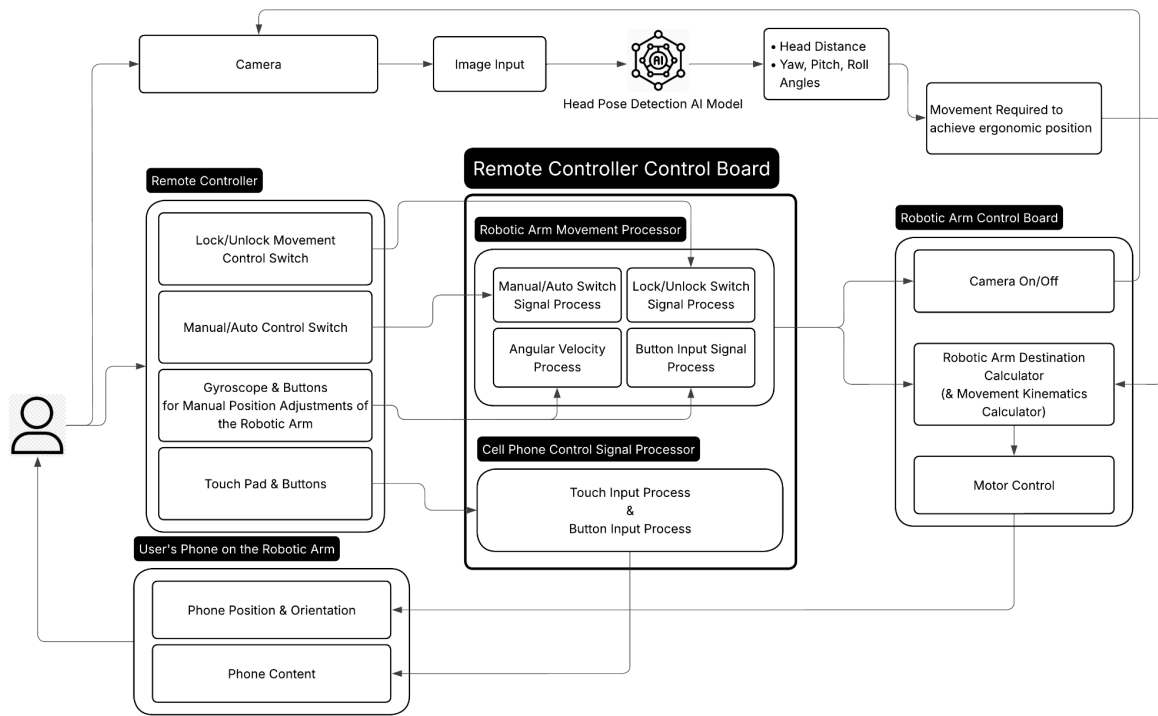 Camera
Image Input
AI
Head Pose Detection AI Model
• Head Distance
• Yaw, Pitch, Roll
Angles
Movement Required to
achieve ergonomic position
Remote Controller
Lock/Unlock Movement
Control Switch
Manual/Auto Control Switch
Gyroscope & Buttons
for Manual Position Adjustments of
the Robotic Arm
Touch Pad & Buttons
Remote Controller Control Board
Robotic Arm Movement Processor
Manual/Auto Switch
Signal Process
Lock/Unlock Switch
Signal Process
Angular Velocity
Process
Button Input Signal
Process
Cell Phone Control Signal Processor
Touch Input Process
&
Button Input Process
Robotic Arm Control Board
Camera On/Off
Robotic Arm Destination
Calculator
(& Movement Kinematics
Calculator)
Motor Control
User's Phone on the Robotic Arm
Phone Position & Orientation
Phone Content